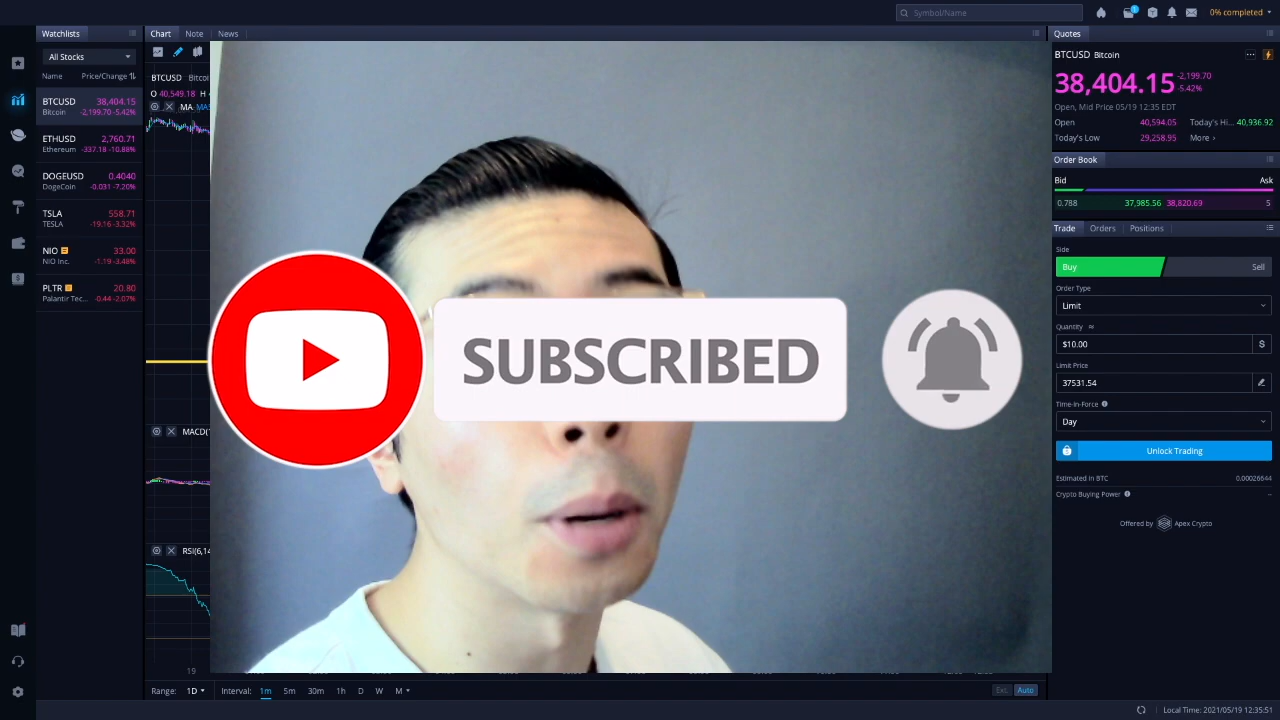 Symbol/Name
1
0% completed
Watchlists
Chart
Note
News
Quotes
All Stocks
Name
Price/Change
BTCUSD
38,404.15
Bitcoin
-2,199.70 -5.42%
ETHUSD
2,760.71
Ethereum
-337.18 -10.88%
DOGEUSD
0.4040
DogeCoin
-0.031 -7.20%
TSLA
558.71
TESLA
-19.16 -3.32%
NIO
33.00
NIO Inc.
-1.19 -3.48%
PLTR
20.80
Palantir Tec...
-0.44 -2.07%
BTCUSD
O 40,549.18 H
MA
MACD(
RSI(6,14
19
SUBSCRIBED
Range: 1D
Interval: 1m 5m 30m 1h D W M
Ext.
Auto
BTCUSD Bitcoin
38,404.15
-2,199.70
-5.42%
Open, Mid Price 05/19 12:35 EDT
Open 40,594.05 Today's Hi... 40,936.92
Today's Low 29,258.95 More ›
Order Book
Bid Ask
0.788 37,985.56 38,820.69 5
Trade Orders Positions
Side
Buy Sell
Order Type
Limit
Quantity
$10.00
$
Limit Price
37531.54
Time-In-Force
Day
Unlock Trading
Estimated in BTC 0.00026644
Crypto Buying Power --
Offered by Apex Crypto
Local Time: 2021/05/19 12:35:51